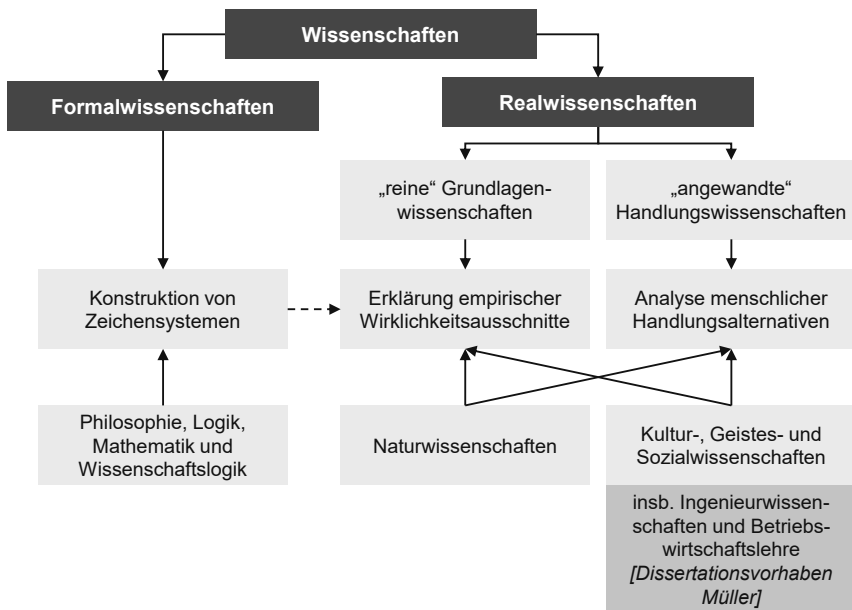 Wissenschaften
Formalwissenschaften
Realwissenschaften
„reine“ Grundlagen-
wissenschaften
„angewandte“
Handlungswissenschaften
Konstruktion von
Zeichensystemen
Erklärung empirischer
Wirklichkeitsausschnitte
Analyse menschlicher
Handlungsalternativen
Philosophie, Logik,
Mathematik und
Wissenschaftslogik
Naturwissenschaften
Kultur-, Geistes- und
Sozialwissenschaften
insb. Ingenieurwissen-
schaften und Betriebs-
wirtschaftslehre
[Dissertationsvorhaben
Müller]